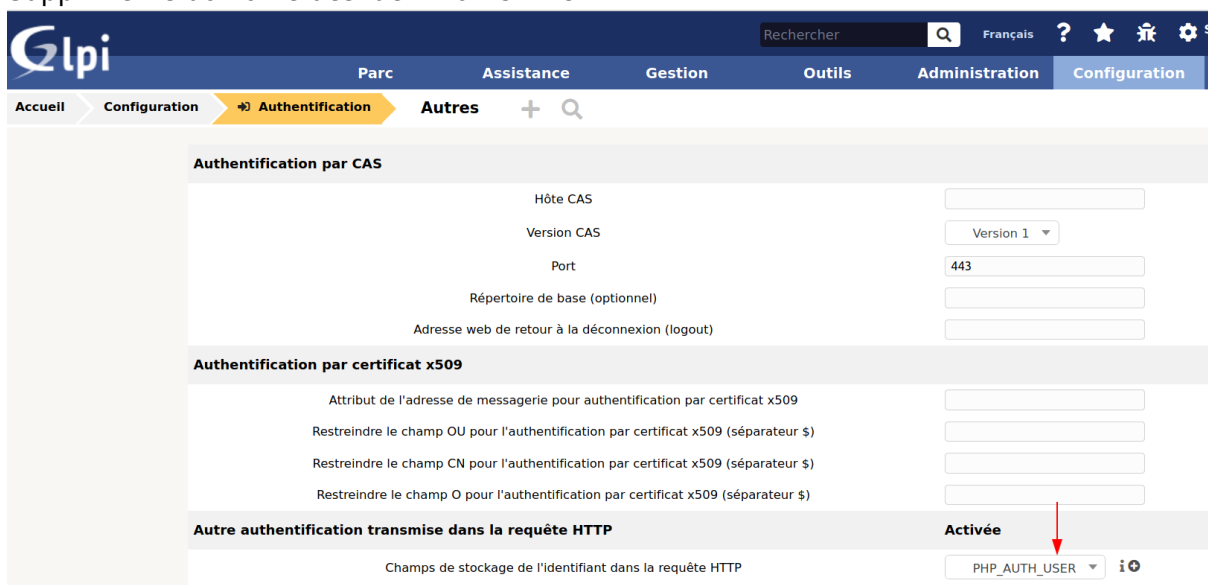 Glpi
Rechercher Français ?
Parc Assistance Gestion Outils Administration Configuration
Accueil Configuration Authentification Autres
Authentification par CAS
Hôte CAS
Version CAS Version 1
Port 443
Répertoire de base (optionnel)
Adresse web de retour à la déconnexion (logout)
Authentification par certificat x509
Attribut de l'adresse de messagerie pour authentification par certificat x509
Restreindre le champ OU pour l'authentification par certificat x509 (séparateur $)
Restreindre le champ CN pour l'authentification par certificat x509 (séparateur $)
Restreindre le champ O pour l'authentification par certificat x509 (séparateur $)
Autre authentification transmise dans la requête HTTP Activée
Champs de stockage de l'identifiant dans la requête HTTP PHP_AUTH_USER